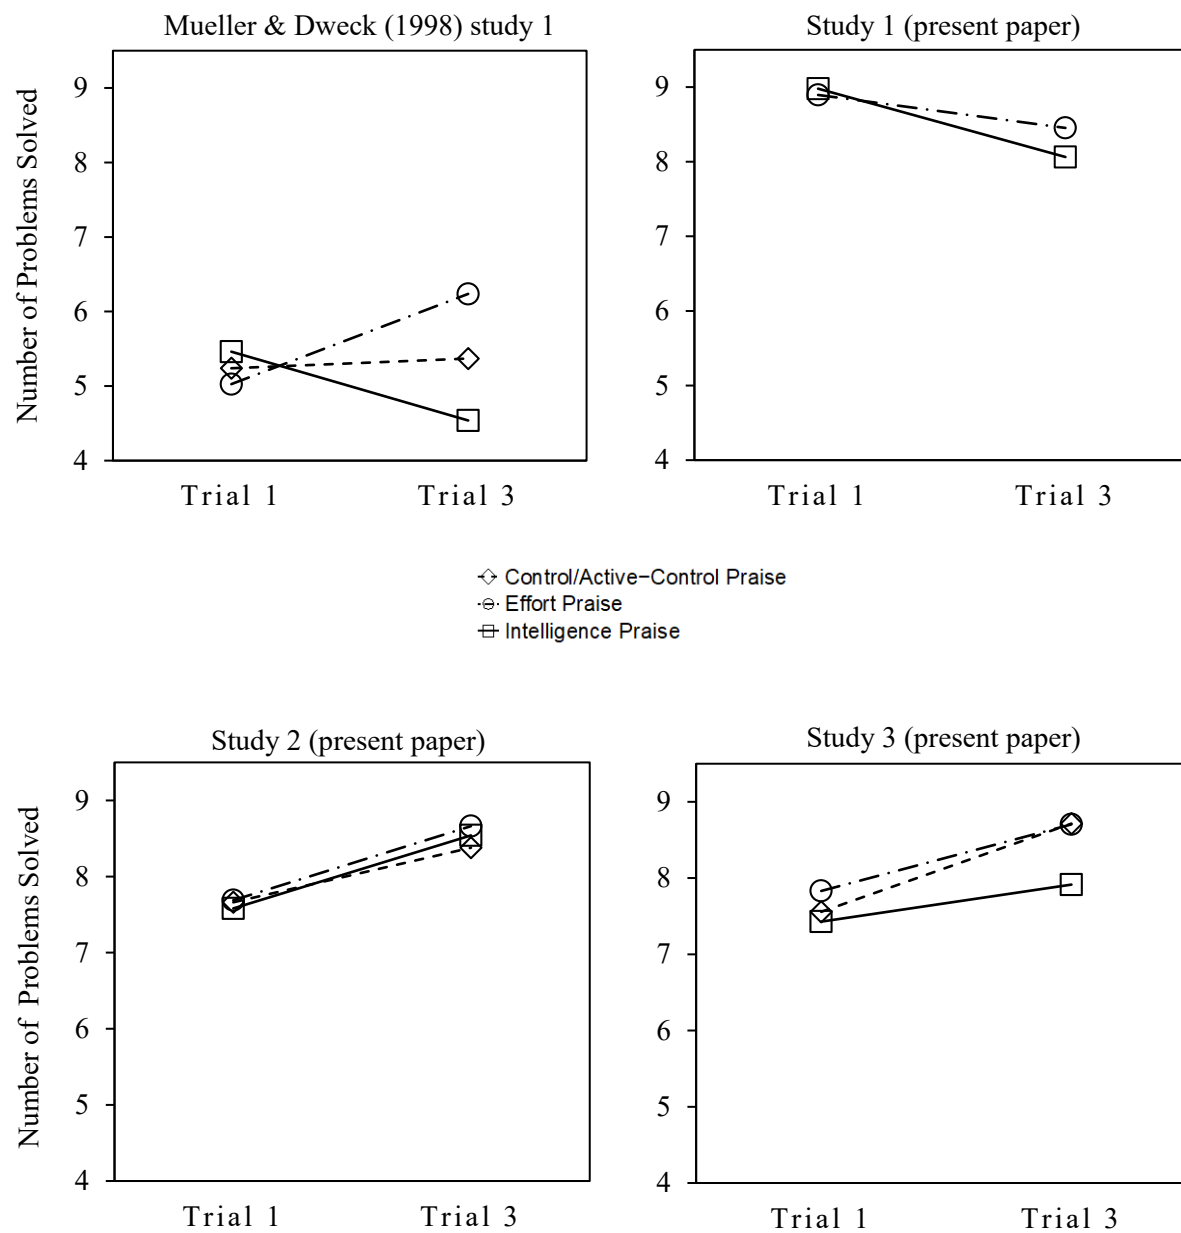 Mueller & Dweck (1998) study 1
Number of Problems Solved
9
8
7
6
5
4
Trial 1 Trial 3
Study 1 (present paper)
9
8
7
6
5
4
Trial 1 Trial 3
Control/Active−Control Praise
Effort Praise
Intelligence Praise
Study 2 (present paper)
Number of Problems Solved
9
8
7
6
5
4
Trial 1 Trial 3
Study 3 (present paper)
9
8
7
6
5
4
Trial 1 Trial 3